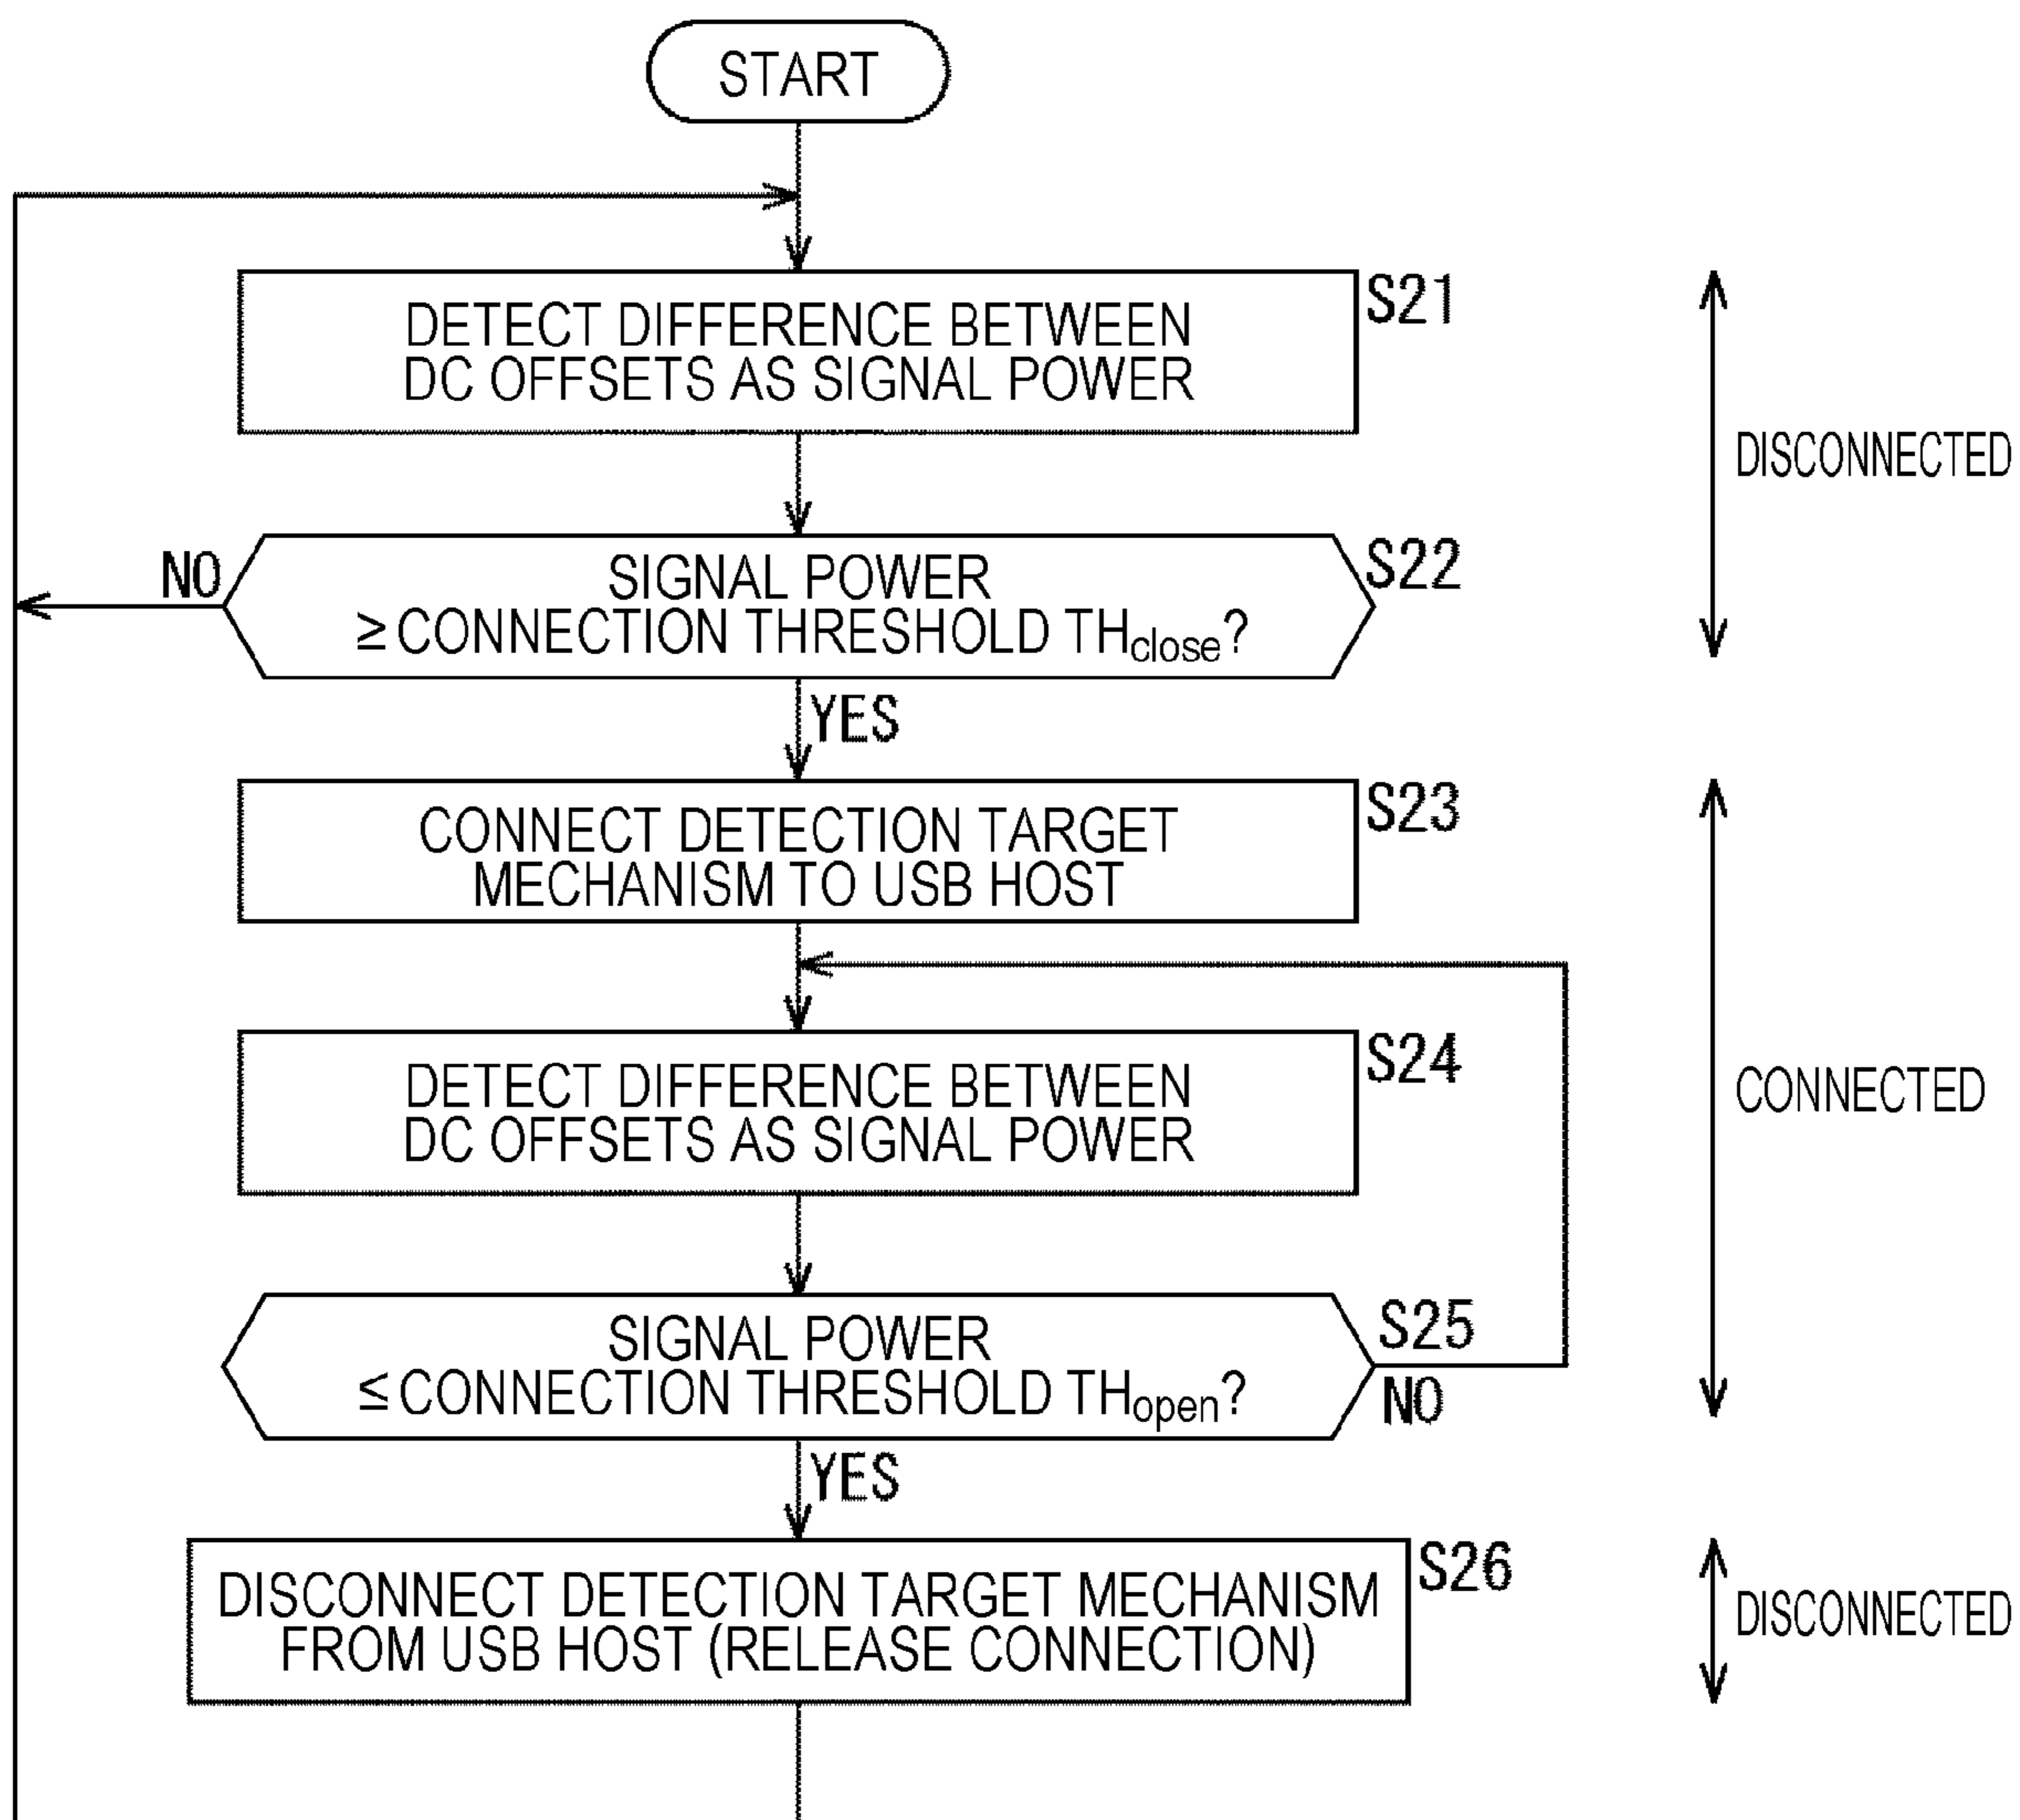 START
DETECT DIFFERENCE BETWEEN
DC OFFSETS AS SIGNAL POWER
S21
DISCONNECTED
SIGNAL POWER
≥ CONNECTION THRESHOLD THclose?
S22
NO
YES
CONNECT DETECTION TARGET
MECHANISM TO USB HOST
S23
DETECT DIFFERENCE BETWEEN
DC OFFSETS AS SIGNAL POWER
S24
CONNECTED
SIGNAL POWER
≤ CONNECTION THRESHOLD THopen?
S25
NO
YES
DISCONNECT DETECTION TARGET MECHANISM
FROM USB HOST (RELEASE CONNECTION)
S26
DISCONNECTED